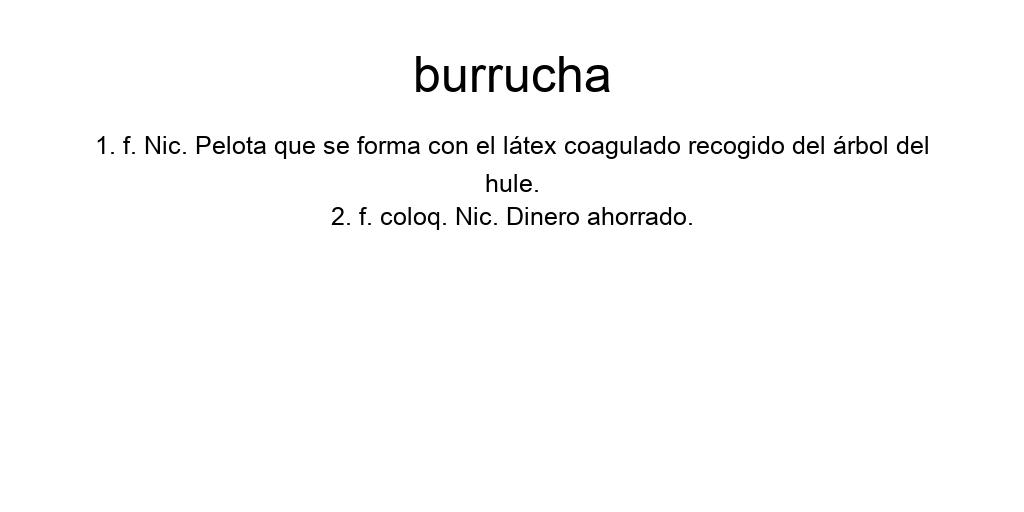 burrucha
1. f. Nic. Pelota que se forma con el látex coagulado recogido del árbol del
hule.
2. f. coloq. Nic. Dinero ahorrado.